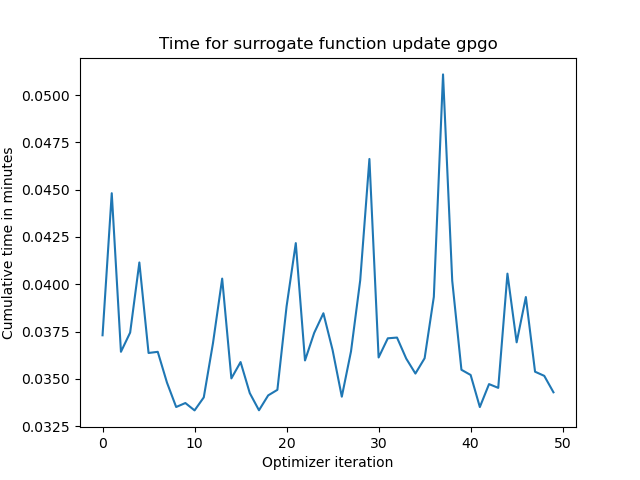 Time for surrogate function update gpgo
0.0500
0.0475
0.0450
0.0425
0.0400
0.0375
0.0350
0.0325
Cumulative time in minutes
0 10 20 30 40 50
Optimizer iteration